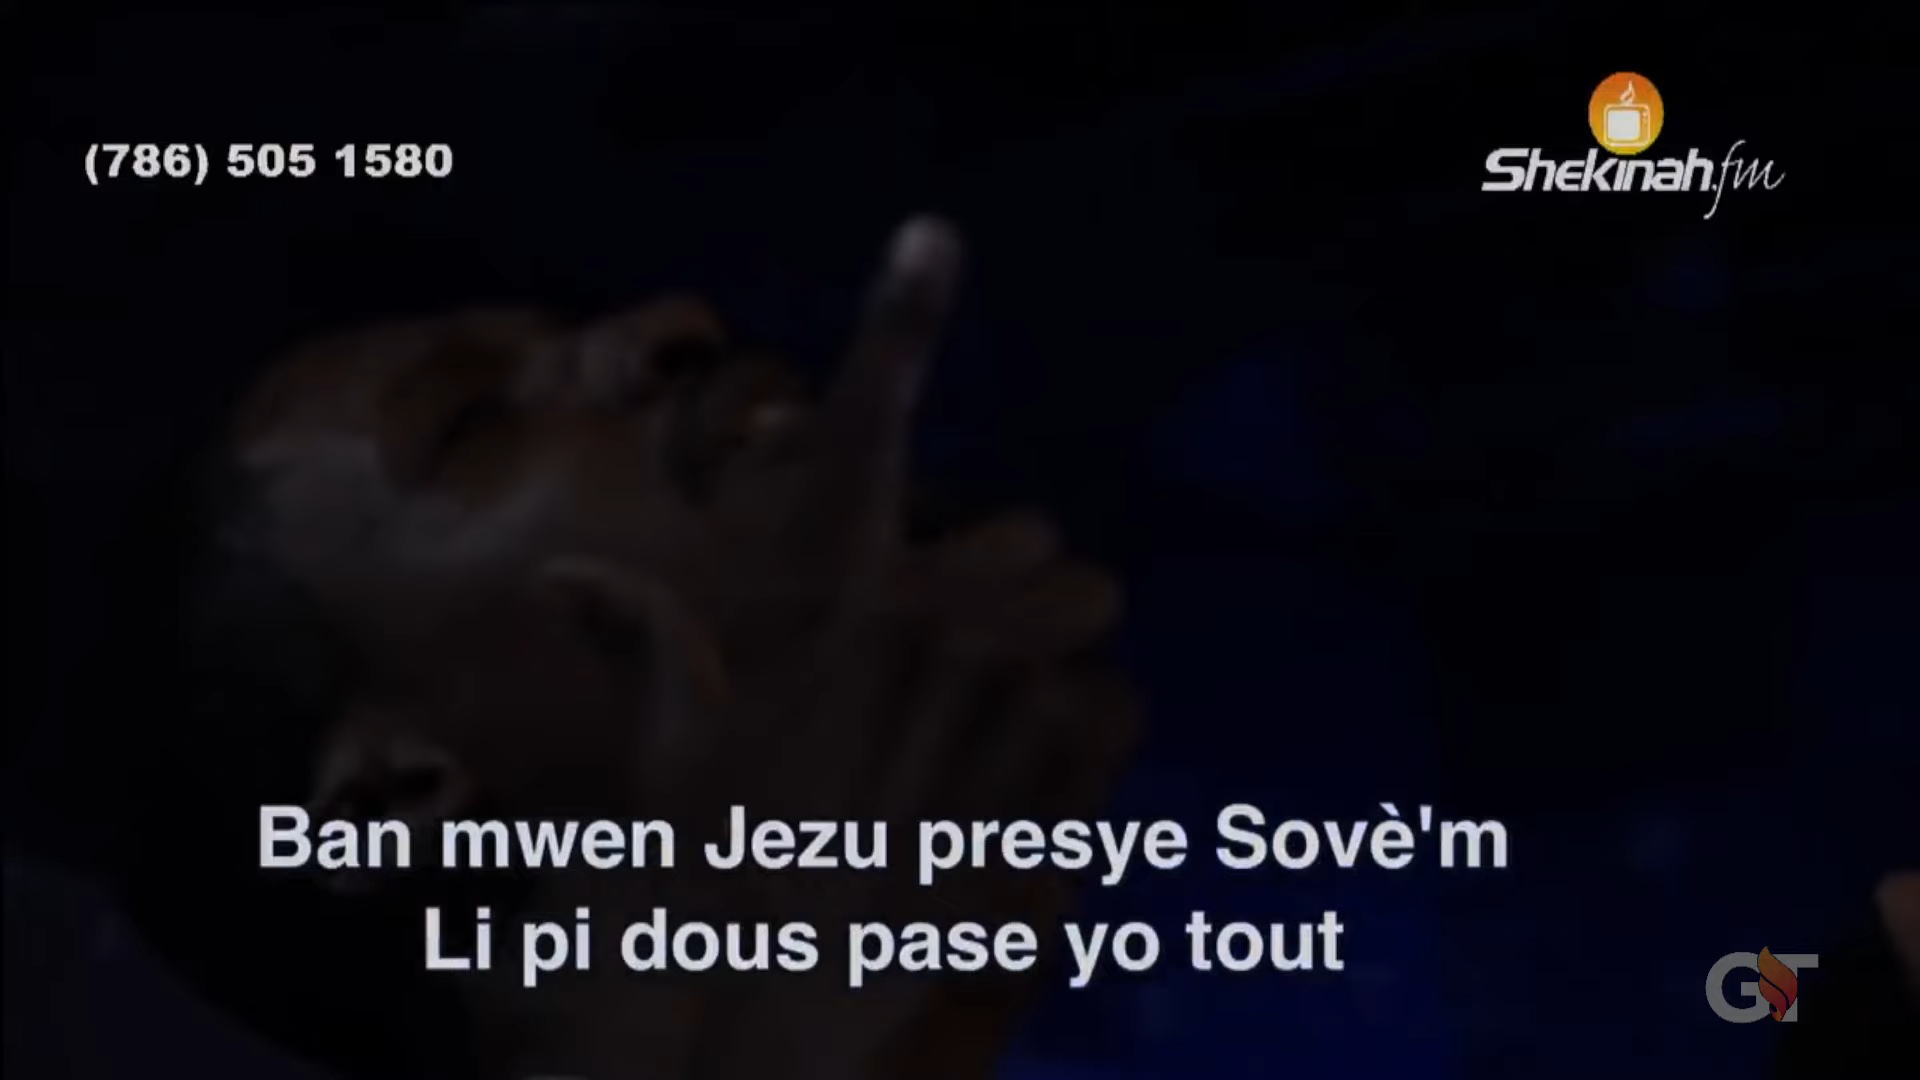 (786) 505 1580
Shekinah.fm
Ban mwen Jezu presye Sovè'm
Li pi dous pase yo tout
GT